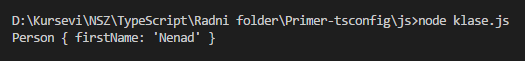 D:\Kursevi\NSZ\TypeScript\Radni folder\Primer-tsconfig\js>node klase.js
Person { firstName: 'Nenad' }